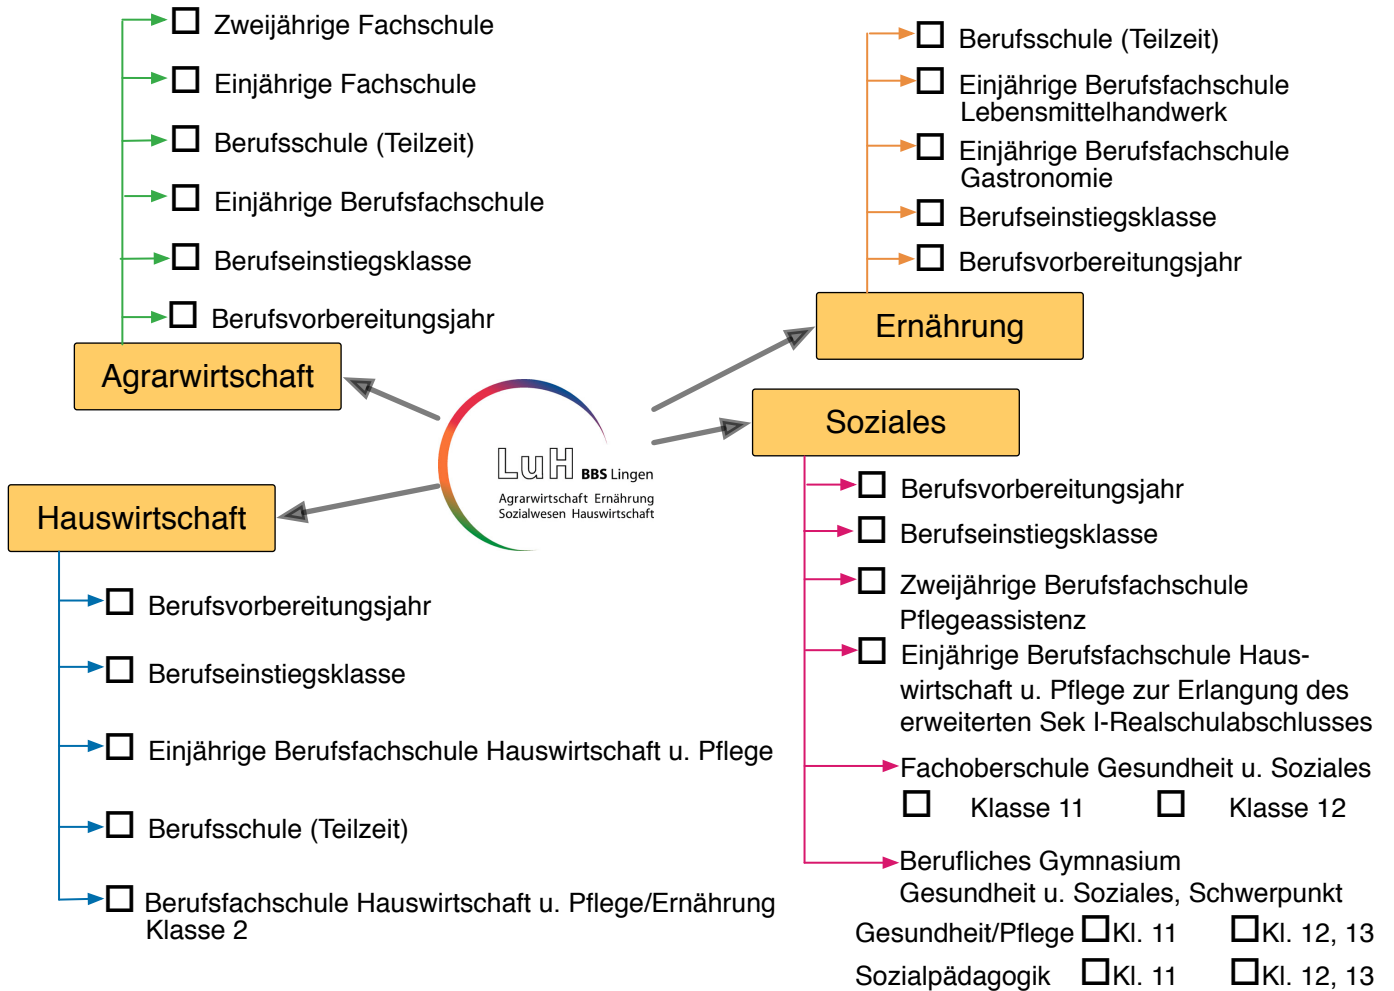 Zweijährige Fachschule
Einjährige Fachschule
Berufsschule (Teilzeit)
Einjährige Berufsfachschule
Berufseinstiegsklasse
Berufsvorbereitungsjahr
Agrarwirtschaft
Berufsschule (Teilzeit)
Einjährige Berufsfachschule
Lebensmittelhandwerk
Einjährige Berufsfachschule
Gastronomie
Berufseinstiegsklasse
Berufsvorbereitungsjahr
Ernährung
LuH BBS Lingen
Agrarwirtschaft Ernährung
Sozialwesen Hauswirtschaft
Hauswirtschaft
Berufsvorbereitungsjahr
Berufseinstiegsklasse
Einjährige Berufsfachschule Hauswirtschaft u. Pflege
Berufsschule (Teilzeit)
Berufsfachschule Hauswirtschaft u. Pflege/Ernährung
Klasse 2
Soziales
Berufsvorbereitungsjahr
Berufseinstiegsklasse
Zweijährige Berufsfachschule
Pflegeassistenz
Einjährige Berufsfachschule Haus-
wirtschaft u. Pflege zur Erlangung des
erweiterten Sek I-Realschulabschlusses
Fachoberschule Gesundheit u. Soziales
Klasse 11 Klasse 12
Berufliches Gymnasium
Gesundheit u. Soziales, Schwerpunkt
Gesundheit/Pflege Kl. 11 Kl. 12, 13
Sozialpädagogik Kl. 11 Kl. 12, 13